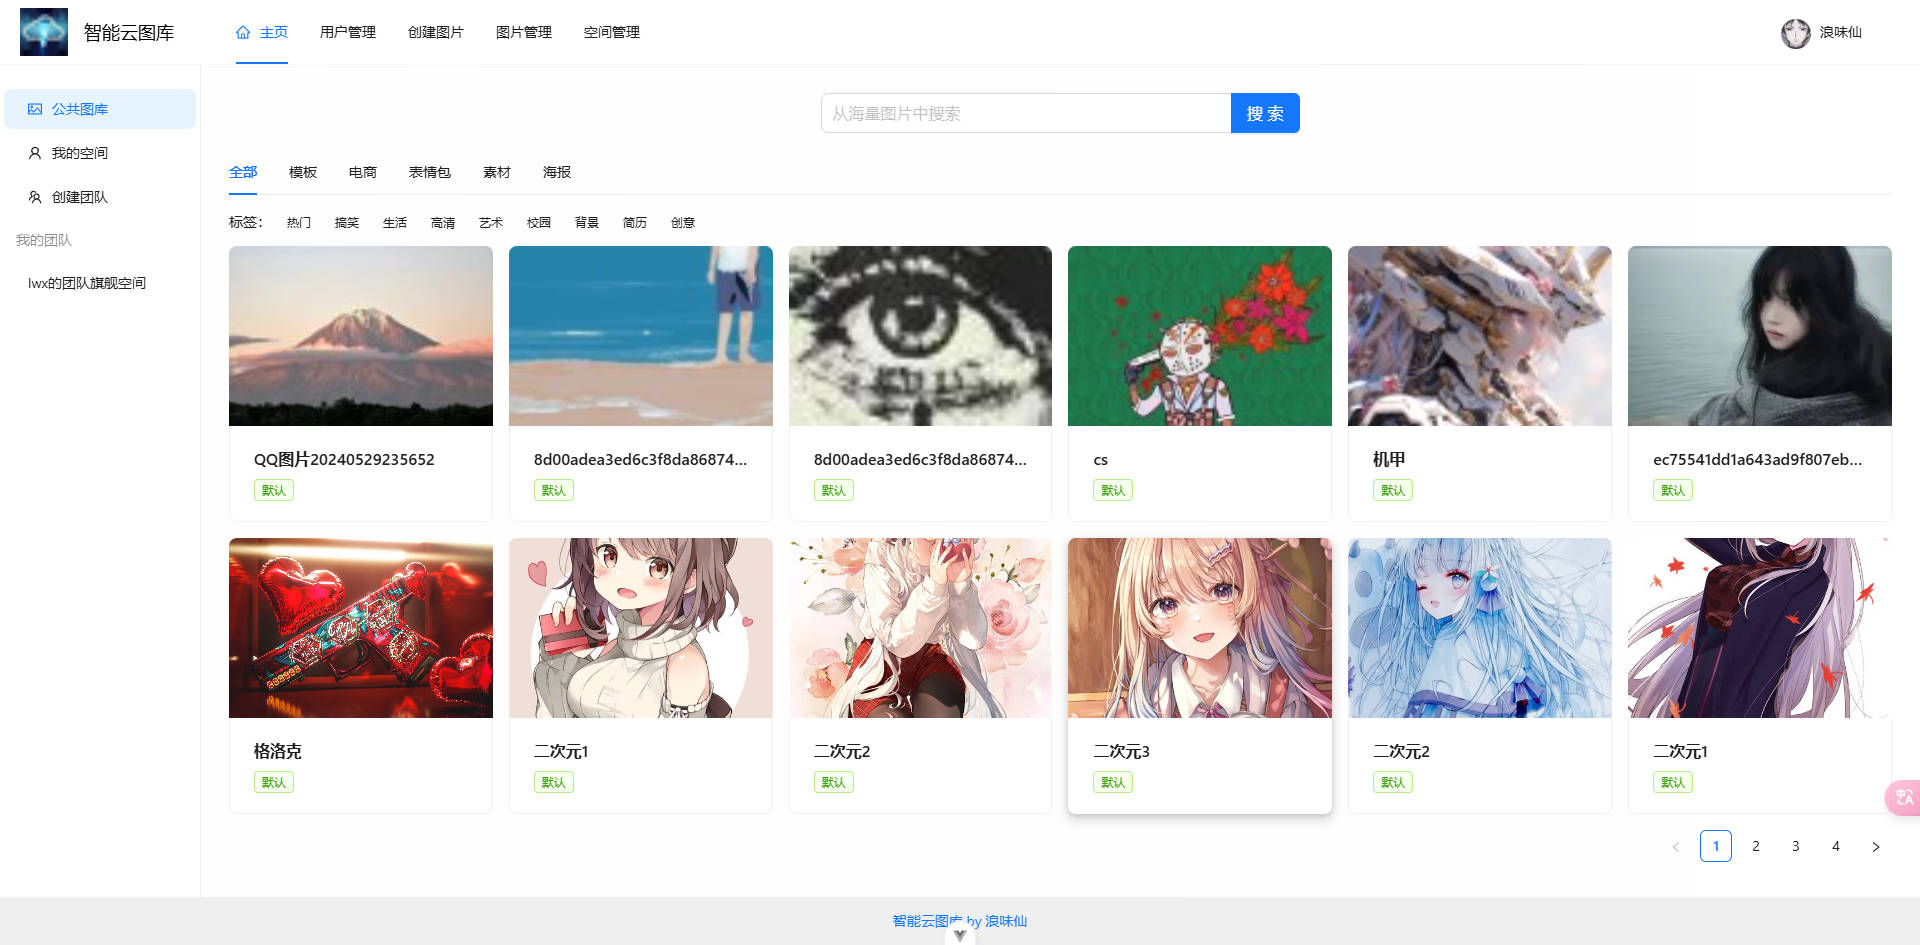 智能云图库
主页 用户管理 创建图片 图片管理 空间管理
浪味仙
公共图库
我的空间
创建团队
我的团队
lwx的团队旗舰空间
从海量图片中搜索 搜 索
全部 模板 电商 表情包 素材 海报
标签： 热门 搞笑 生活 高清 艺术 校园 背景 简历 创意
QQ图片20240529235652
默认
8d00adea3ed6c3f8da86874...
默认
8d00adea3ed6c3f8da86874...
默认
cs
默认
机甲
默认
ec75541dd1a643ad9f807eb...
默认
格洛克
默认
二次元1
默认
二次元2
默认
二次元3
默认
二次元2
默认
二次元1
默认
中A
< 1 2 3 4 >
智能云图库 by 浪味仙